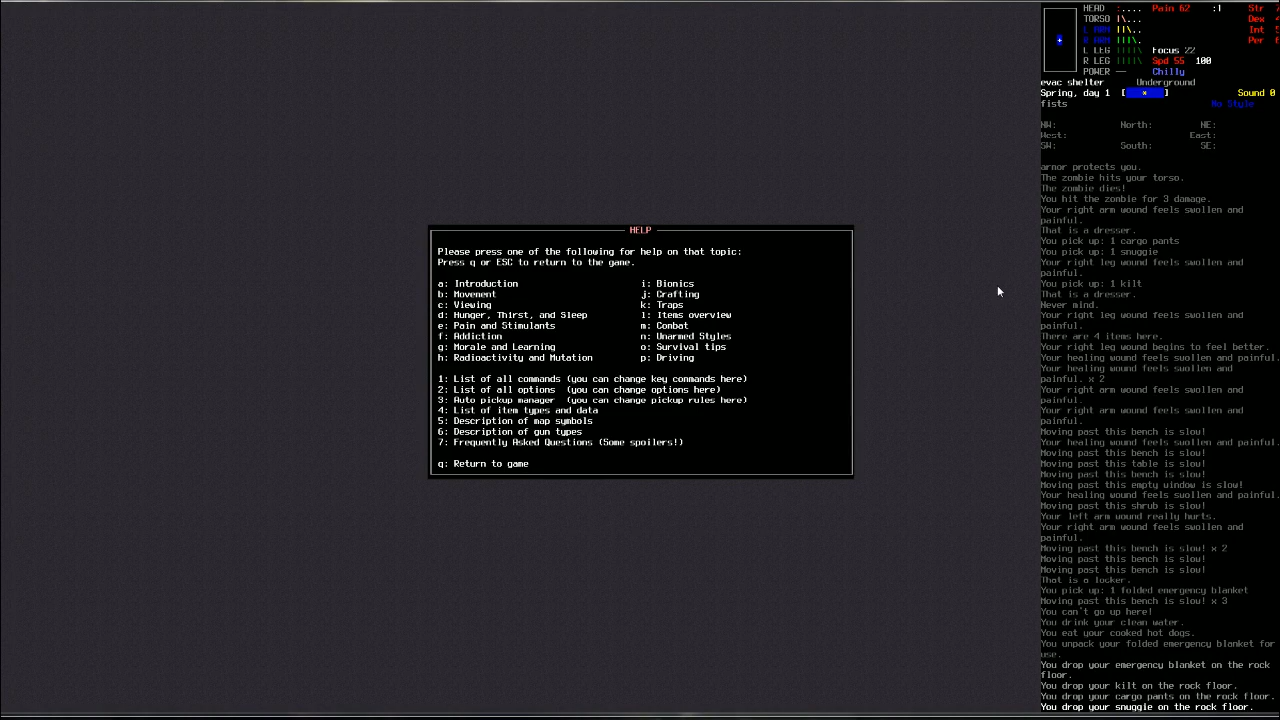 HELP
Please press one of the following for help on that topic:
Press q or ESC to return to the game.
a: Introduction
b: Movement
c: Viewing
d: Hunger, Thirst, and Sleep
e: Pain and Stimulants
f: Addiction
g: Morale and Learning
h: Radioactivity and Mutation
i: Bionics
j: Crafting
k: Traps
l: Items overview
m: Combat
n: Unarmed Styles
o: Survival tips
p: Driving
1: List of all commands (you can change key commands here)
2: List of all options  (you can change options here)
3: Auto pickup manager  (you can change pickup rules here)
4: List of item types and data
5: Description of map symbols
6: Description of gun types
7: Frequently Asked Questions (Some spoilers!)
q: Return to game
HEAD :.... Pain 62 :| Str
TORSO |\... Dex
L ARM ||\.. Int
R ARM |||\. Per
L LEG ||||\ Focus 22
R LEG ||||\ Spd 55 100
POWER -- Chilly
evac shelter Underground
Spring, day 1 [ * ] Sound 0
fists No Style
NW: North: NE:
West: East:
SW: South: SE:
armor protects you.
The zombie hits your torso.
The zombie dies!
You hit the zombie for 3 damage.
Your right arm wound feels swollen and
painful.
That is a dresser.
You pick up: 1 cargo pants
You pick up: 1 snuggie
Your right leg wound feels swollen and
painful.
You pick up: 1 kilt
That is a dresser.
Never mind.
Your right leg wound feels swollen and
painful.
There are 4 items here.
Your right leg wound begins to feel better.
Your healing wound feels swollen and painful.
Your healing wound feels swollen and
painful. x 2
Your right arm wound feels swollen and
painful.
Your right arm wound feels swollen and
painful.
Moving past this bench is slow!
Your healing wound feels swollen and painful.
Moving past this bench is slow!
Moving past this table is slow!
Moving past this bench is slow!
Moving past this empty window is slow!
Your healing wound feels swollen and painful.
Moving past this shrub is slow!
Your left arm wound really hurts.
Your right arm wound feels swollen and
painful.
Moving past this bench is slow! x 2
Moving past this bench is slow!
Moving past this bench is slow!
That is a locker.
You pick up: 1 folded emergency blanket
Moving past this bench is slow! x 3
You can't go up here!
You drink your clean water.
You eat your cooked hot dogs.
You unpack your folded emergency blanket for
use.
You drop your emergency blanket on the rock
floor.
You drop your kilt on the rock floor.
You drop your cargo pants on the rock floor.
You drop your snuggie on the rock floor.